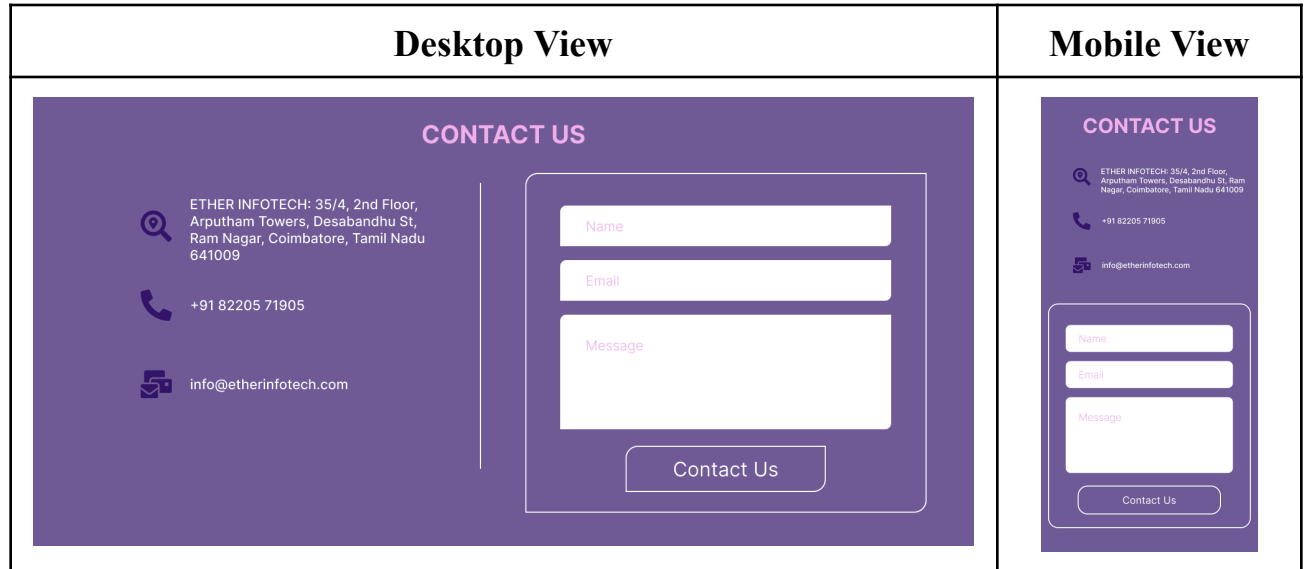 Desktop View
Mobile View
CONTACT US
ETHER INFOTECH: 35/4, 2nd Floor,
Arputham Towers, Desabandhu St,
Ram Nagar, Coimbatore, Tamil Nadu
641009
+91 82205 71905
info@etherinfotech.com
Name
Email
Message
Contact Us
CONTACT US
ETHER INFOTECH: 35/4, 2nd Floor,
Arputham Towers, Desabandhu St, Ram
Nagar, Coimbatore, Tamil Nadu 641009
+91 82205 71905
info@etherinfotech.com
Name
Email
Message
Contact Us